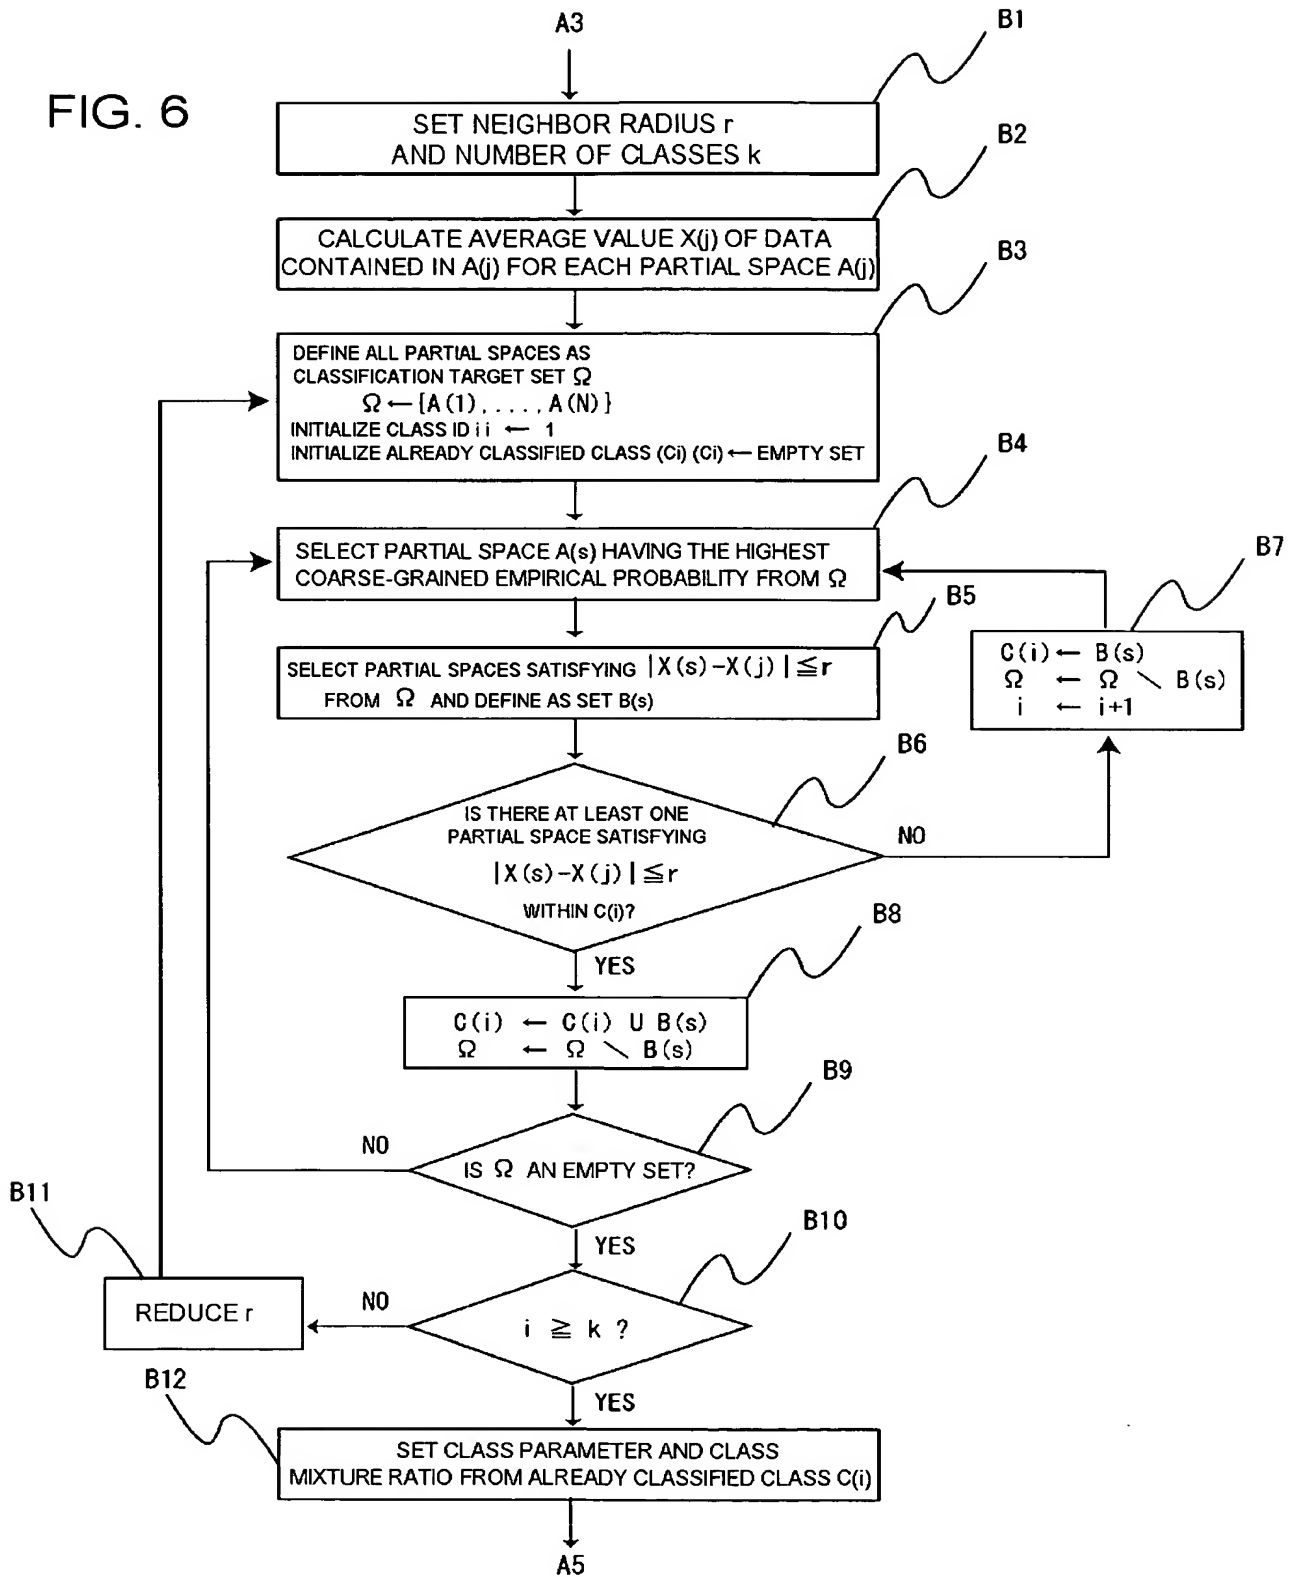 A3
B1
FIG. 6
SET NEIGHBOR RADIUS r
AND NUMBER OF CLASSES k
B2
CALCULATE AVERAGE VALUE X(j) OF DATA
CONTAINED IN A(j) FOR EACH PARTIAL SPACE A(j)
B3
DEFINE ALL PARTIAL SPACES AS
CLASSIFICATION TARGET SET Ω
Ω ← {A(1), ..., A(N)}
INITIALIZE CLASS ID i i ← 1
INITIALIZE ALREADY CLASSIFIED CLASS (Ci) (Ci) ← EMPTY SET
B4
SELECT PARTIAL SPACE A(s) HAVING THE HIGHEST
COARSE-GRAINED EMPIRICAL PROBABILITY FROM Ω
B7
C(i) ← B(s)
Ω ← Ω \ B(s)
i ← i+1
B5
SELECT PARTIAL SPACES SATISFYING |X(s)-X(j)| ≦ r
FROM Ω AND DEFINE AS SET B(s)
B6
IS THERE AT LEAST ONE
PARTIAL SPACE SATISFYING
|X(s)-X(j)| ≦ r
WITHIN C(i)?
NO
YES
B8
C(i) ← C(i) U B(s)
Ω ← Ω \ B(s)
B9
IS Ω AN EMPTY SET?
NO
YES
B10
i ≧ k ?
NO
B11
REDUCE r
YES
B12
SET CLASS PARAMETER AND CLASS
MIXTURE RATIO FROM ALREADY CLASSIFIED CLASS C(i)
A5